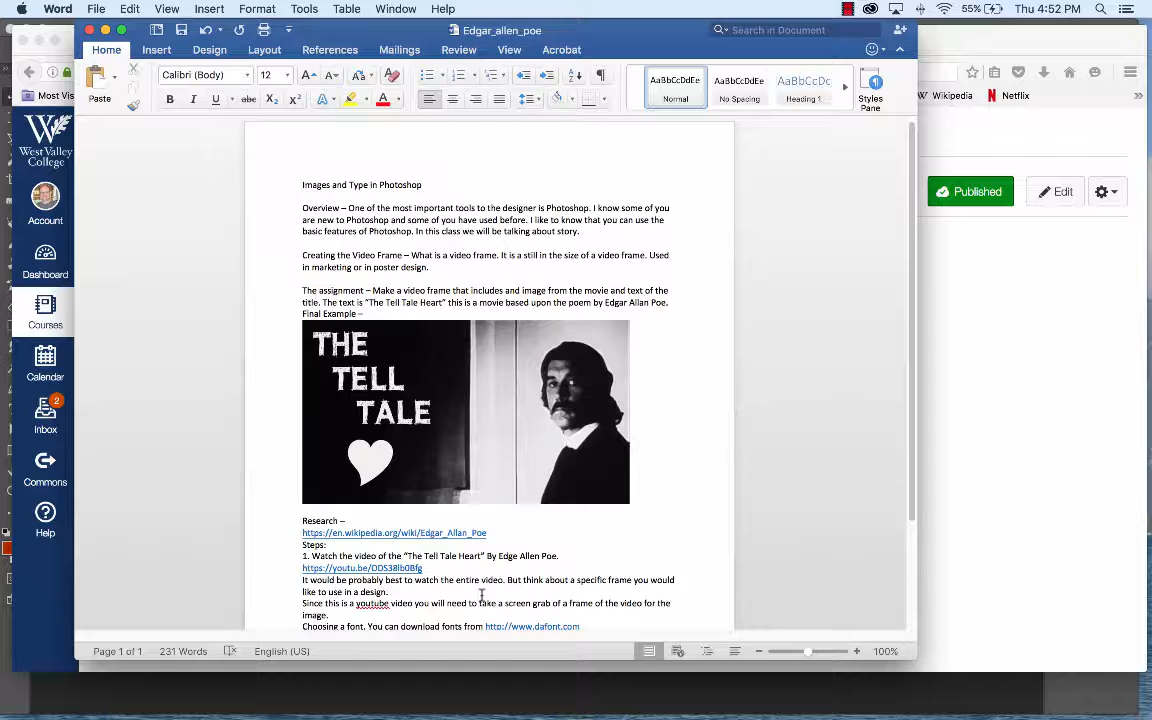 Word File Edit View Insert Format Tools Table Window Help 55% Thu 4:52 PM
Edgar_allen_poe
Search in Document
Home Insert Design Layout References Mailings Review View Acrobat
Paste
Calibri (Body) 12
AaBbCcDdEe AaBbCcDdEe AaBbCcDc
Normal No Spacing Heading 1
Styles
Pane
Most Vis
Wikipedia
Netflix
West Valley
College
Account
Dashboard
Courses
Calendar
2
Inbox
Commons
Help
Published
Edit
Images and Type in Photoshop
Overview – One of the most important tools to the designer is Photoshop. I know some of you
are new to Photoshop and some of you have used before. I like to know that you can use the
basic features of Photoshop. In this class we will be talking about story.
Creating the Video Frame – What is a video frame. It is a still in the size of a video frame. Used
in marketing or in poster design.
The assignment – Make a video frame that includes and image from the movie and text of the
title. The text is “The Tell Tale Heart” this is a movie based upon the poem by Edgar Allan Poe.
Final Example –
THE
TELL
TALE
Research –
https://en.wikipedia.org/wiki/Edgar_Allan_Poe
Steps:
1. Watch the video of the “The Tell Tale Heart” By Edge Allen Poe.
https://youtu.be/ODS38lb0Bfg
It would be probably best to watch the entire video. But think about a specific frame you would
like to use in a design.
Since this is a youtube video you will need to take a screen grab of a frame of the video for the
image.
Choosing a font. You can download fonts from http://www.dafont.com
Page 1 of 1 231 Words English (US) 100%